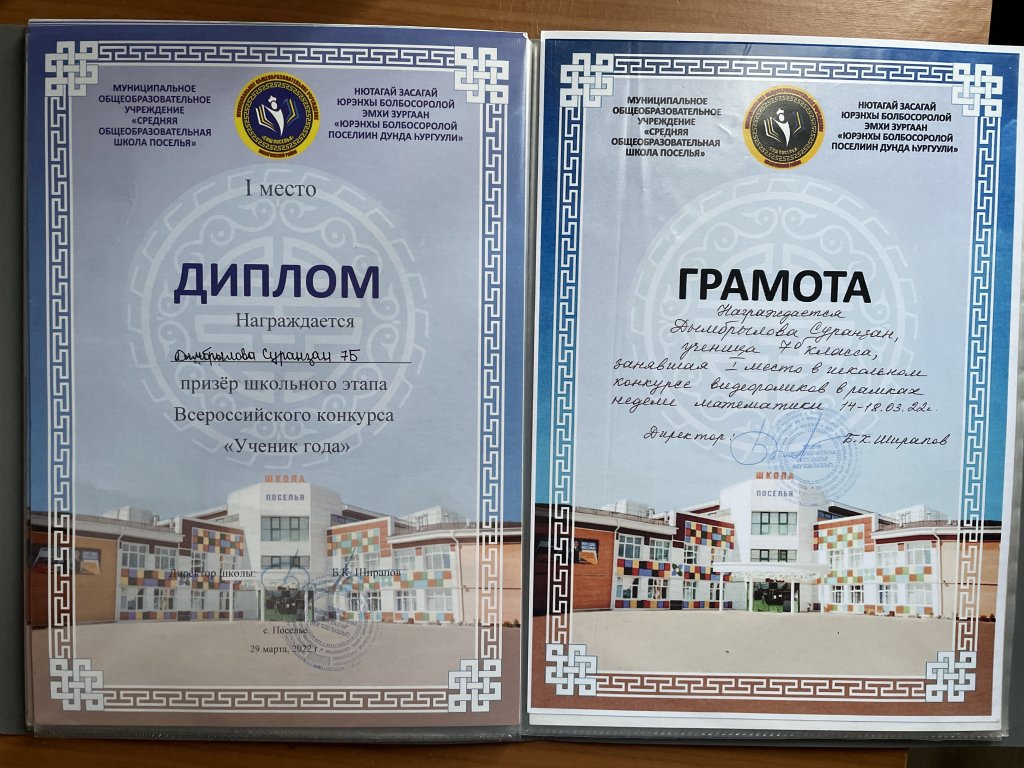 МУНИЦИПАЛЬНОЕ
ОБЩЕОБРАЗОВАТЕЛЬНОЕ
УЧРЕЖДЕНИЕ
«СРЕДНЯЯ
ОБЩЕОБРАЗОВАТЕЛЬНАЯ
ШКОЛА ПОСЕЛЬЯ»
НЮТАГАЙ ЗАСАГАЙ
ЮРЭНХЫ БОЛБОСОРОЛОЙ
ЭМХИ ЗУРГААН
«ЮРЭНХЫ БОЛБОСОРОЛОЙ
ПОСЕЛИИН ДУНДА ҺУРГУУЛИ»
I место
ДИПЛОМ
Награждается
Дымбрылова Суранзан 7Б
призёр школьного этапа
Всероссийского конкурса
«Ученик года»
ШКОЛА
ПОСЕЛЬЯ
Директор школы:
Б.К. Ширапов
с. Поселье
29 марта, 2022 г.
МУНИЦИПАЛЬНОЕ
ОБЩЕОБРАЗОВАТЕЛЬНОЕ
УЧРЕЖДЕНИЕ
«СРЕДНЯЯ
ОБЩЕОБРАЗОВАТЕЛЬНАЯ
ШКОЛА ПОСЕЛЬЯ»
НЮТАГАЙ ЗАСАГАЙ
ЮРЭНХЫ БОЛБОСОРОЛОЙ
ЭМХИ ЗУРГААН
«ЮРЭНХЫ БОЛБОСОРОЛОЙ
ПОСЕЛИИН ДУНДА ҺУРГУУЛИ»
ГРАМОТА
Награждается
Дымбрылова Суранзан,
ученица 7б класса,
занявшая I место в школьном
конкурсе видеороликов в рамках
недели математики 14-18.03.22г.
Директор:
Б.К. Ширапов
ШКОЛА
ПОСЕЛЬЯ